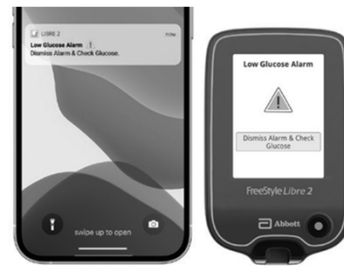 LIBRE 2 now
Low Glucose Alarm
Dismiss Alarm & Check Glucose.
swipe up to open
Low Glucose Alarm
Dismiss Alarm & Check
Glucose
FreeStyle Libre 2
Abbott